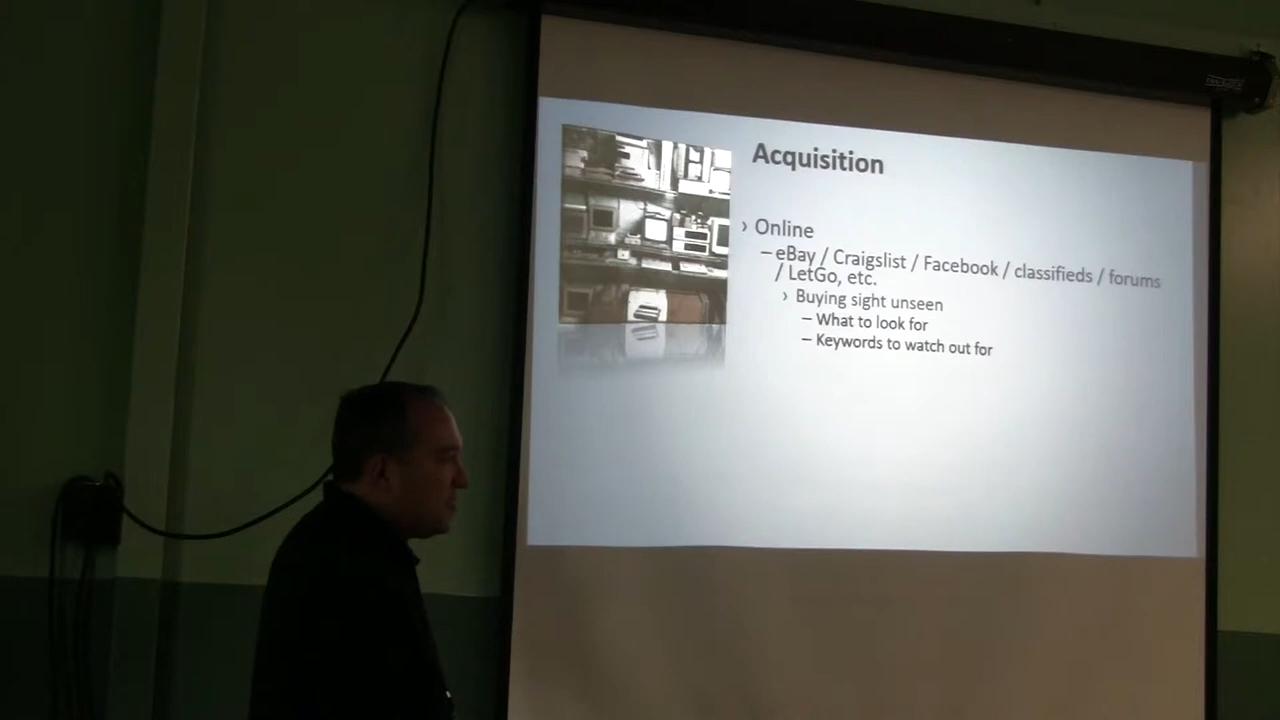 Acquisition
› Online
– eBay / Craigslist / Facebook / classifieds / forums
/ LetGo, etc.
› Buying sight unseen
– What to look for
– Keywords to watch out for